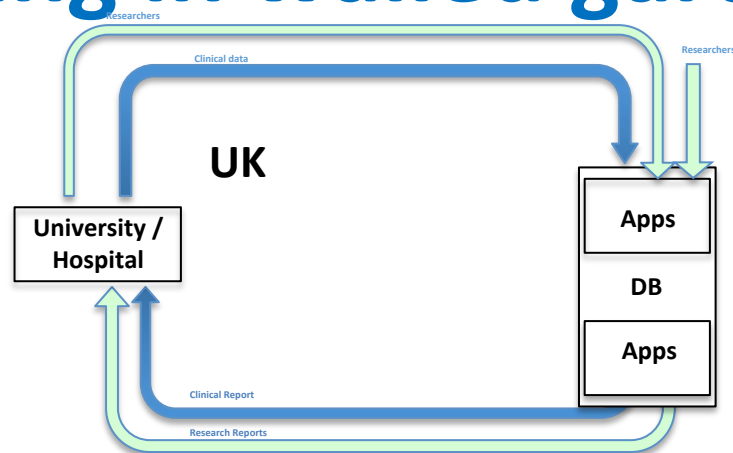 Researchers
Clinical data
Researchers
UK
University /
Hospital
Apps
DB
Apps
Clinical Report
Research Reports